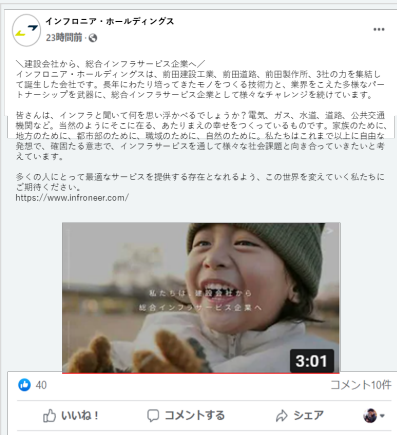 インフロニア・ホールディングス
23時間前・
＼建設会社から、総合インフラサービス企業へ／
インフロニア・ホールディングスは、前田建設工業、前田道路、前田製作所、3社の力を集結し
て誕生した会社です。長年にわたり培ってきたモノをつくる技術力と、業界をこえた多様なパー
トナーシップを武器に、総合インフラサービス企業として様々なチャレンジを続けています。
皆さんは、インフラと聞いて何を思い浮かべるでしょうか？電気、ガス、水道、道路、公共交通
機関など。当然のようにそこに在る、あたりまえの幸せをつくっているものです。家族のために、
地方のために、都市部のために、職域のために、自然のために。私たちはこれまで以上に自由な
発想で、確固たる意志で、インフラサービスを通して様々な社会課題と向き合っていきたいと考
えています。
多くの人にとって最適なサービスを提供する存在となれるよう、この世界を変えていく私たちに
ご期待ください。
https://www.infroneer.com/
私たちは、建設会社から
総合インフラサービス企業へ
3:01
40
コメント10件
いいね！
コメントする
シェア